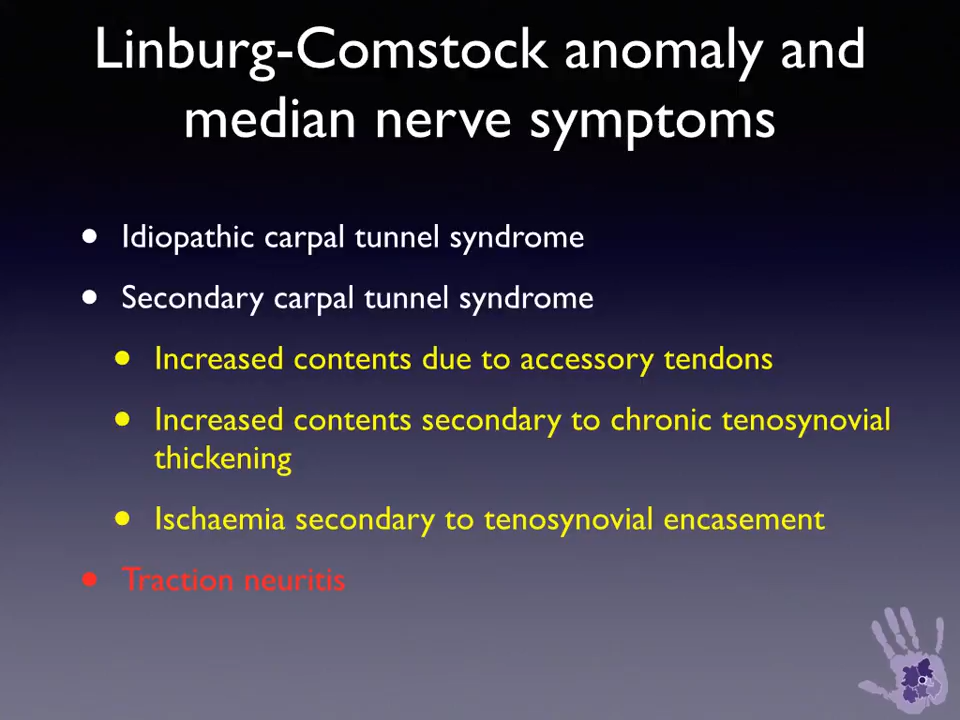 Linburg-Comstock anomaly and
median nerve symptoms
• Idiopathic carpal tunnel syndrome
• Secondary carpal tunnel syndrome
• Increased contents due to accessory tendons
• Increased contents secondary to chronic tenosynovial
thickening
• Ischaemia secondary to tenosynovial encasement
• Traction neuritis